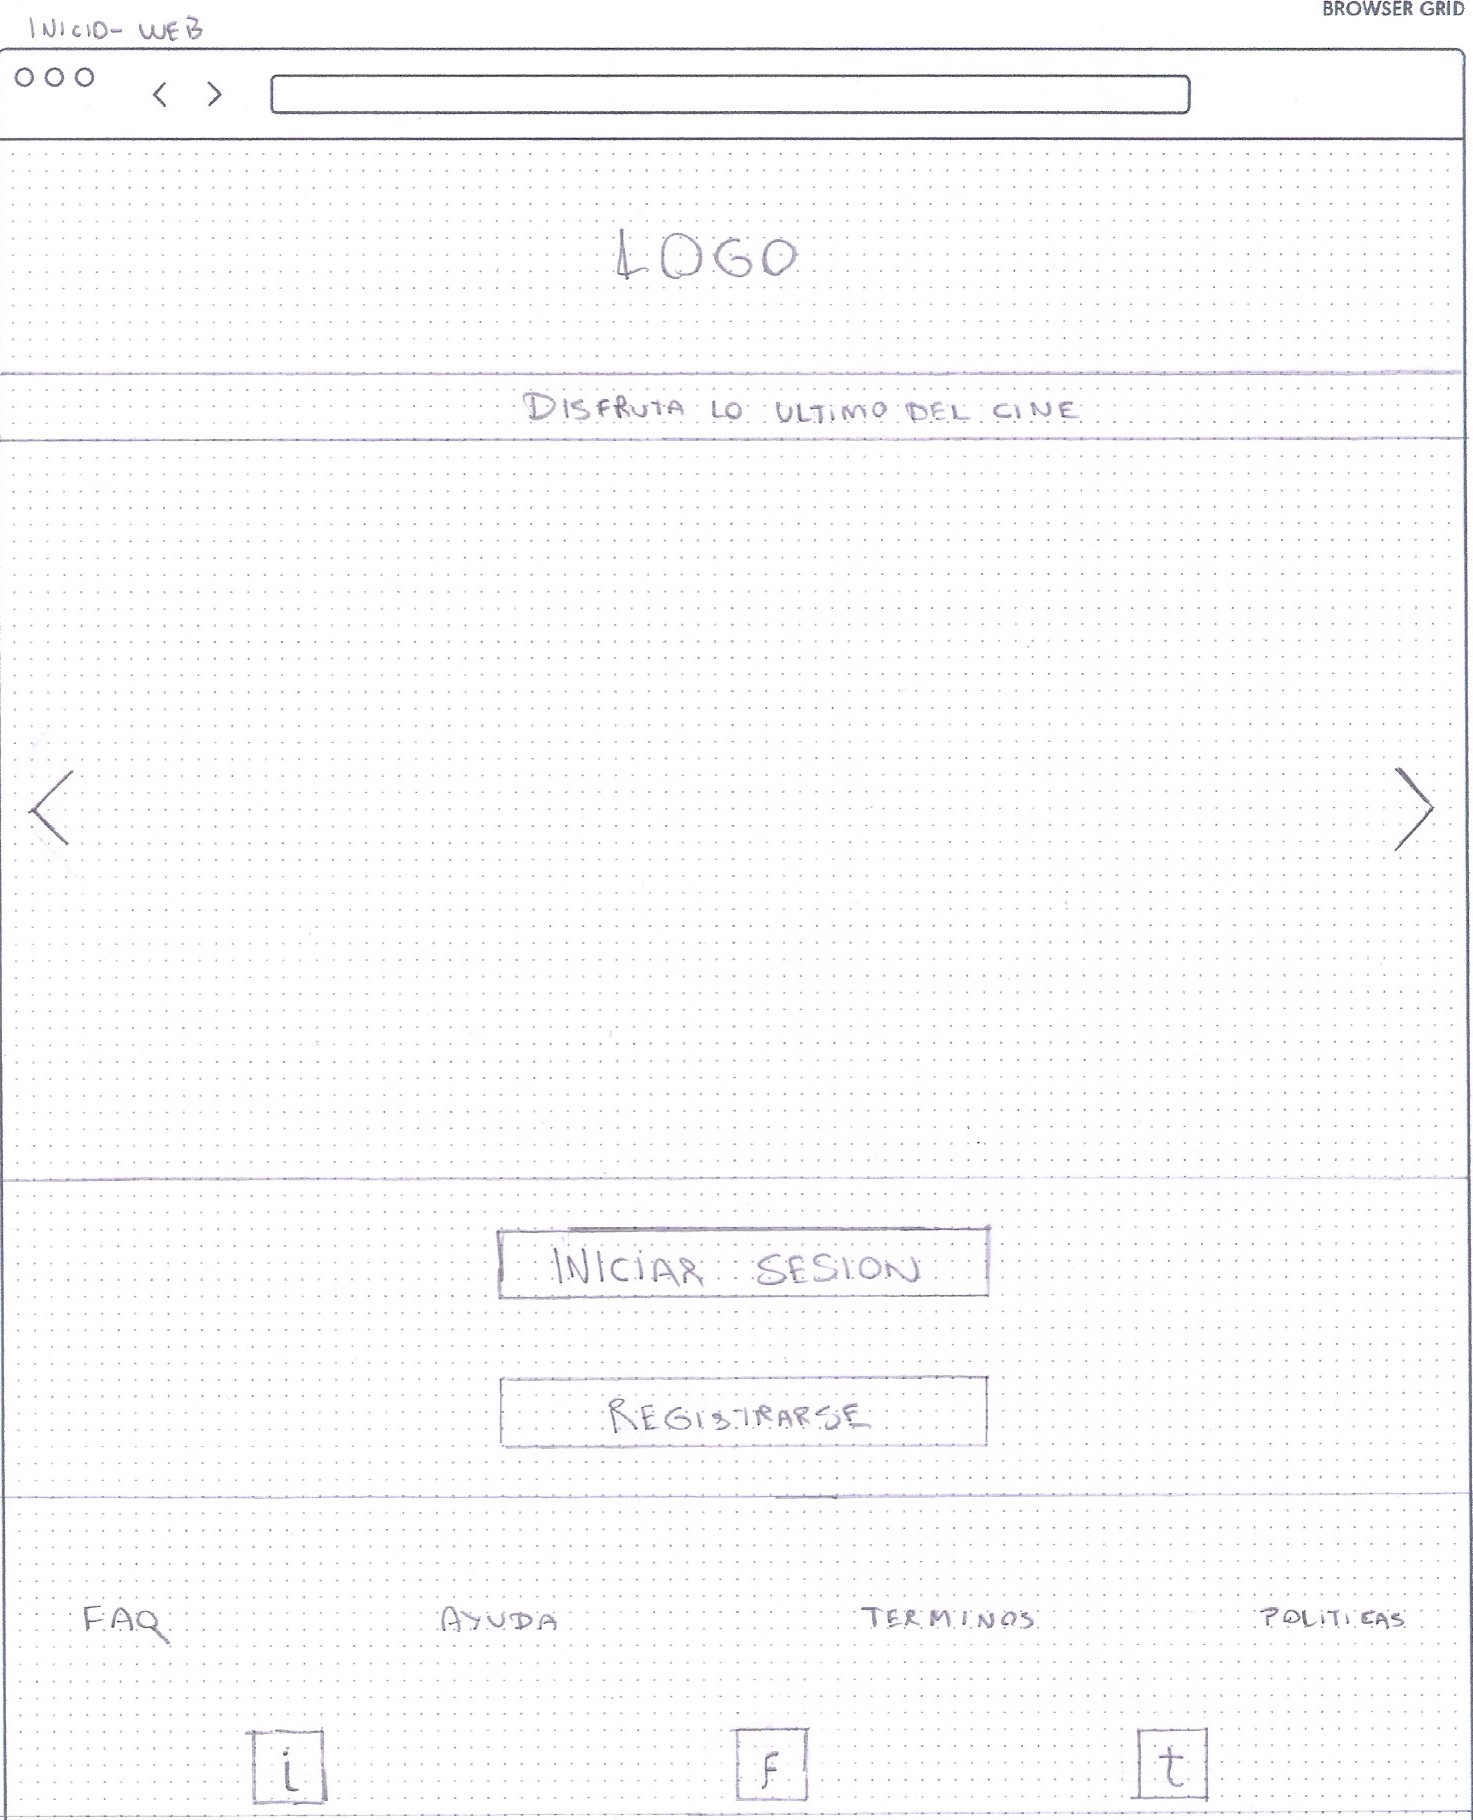 BROWSER GRID
INICIO- WEB
LOGO
DISFRUTA LO ULTIMO DEL CINE
INICIAR SESION
REGISTRARSE
FAQ AYUDA TERMINOS POLITICAS
i f t